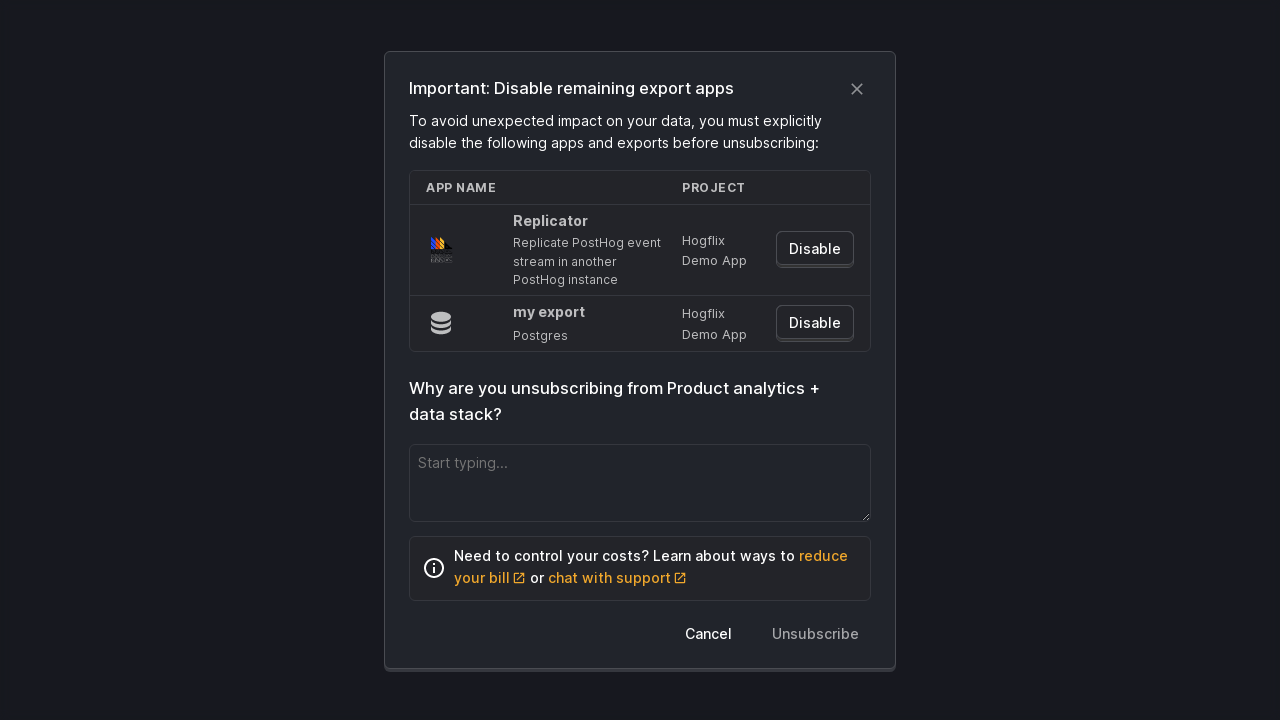 Important: Disable remaining export apps
To avoid unexpected impact on your data, you must explicitly
disable the following apps and exports before unsubscribing:
APP NAME PROJECT
Replicator
Replicate PostHog event
stream in another
PostHog instance
Hogflix
Demo App
Disable
my export
Postgres
Hogflix
Demo App
Disable
Why are you unsubscribing from Product analytics +
data stack?
Start typing...
Need to control your costs? Learn about ways to reduce
your bill or chat with support
Cancel Unsubscribe